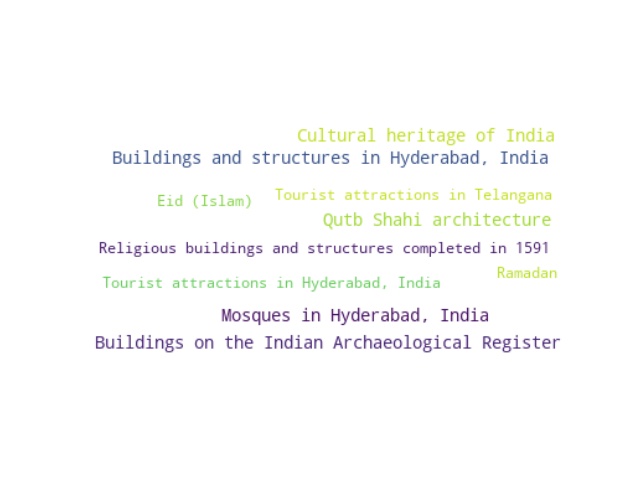 Cultural heritage of India
Buildings and structures in Hyderabad, India
Tourist attractions in Telangana
Eid (Islam)
Qutb Shahi architecture
Religious buildings and structures completed in 1591
Ramadan
Tourist attractions in Hyderabad, India
Mosques in Hyderabad, India
Buildings on the Indian Archaeological Register